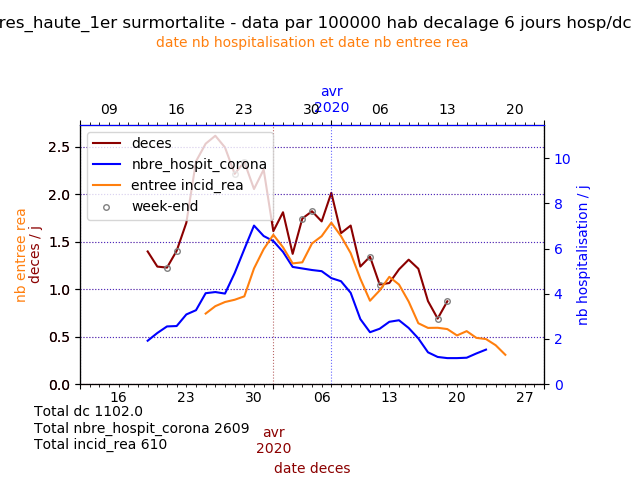 res_haute_1er surmortalite - data par 100000 hab decalage 6 jours hosp/dc
date nb hospitalisation et date nb entree rea
avr
2020
09 16 23 30 06 13 20
deces
nbre_hospit_corona
entree incid_rea
week-end
2.5
2.0
1.5
1.0
0.5
0.0
10
8
6
4
2
0
nb entree rea
deces / j
nb hospitalisation / j
16 23 30 06 13 20 27
Total dc 1102.0
Total nbre_hospit_corona 2609
Total incid_rea 610
avr
2020
date deces